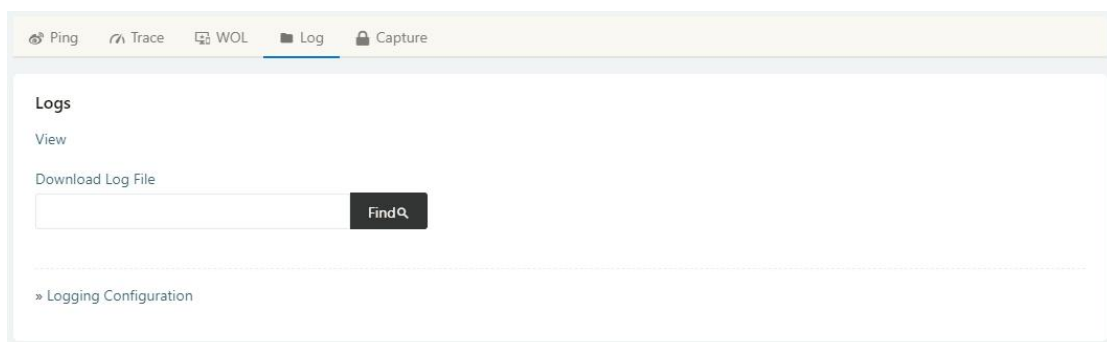 Ping Trace WOL Log Capture
Logs
View
Download Log File
Find
» Logging Configuration